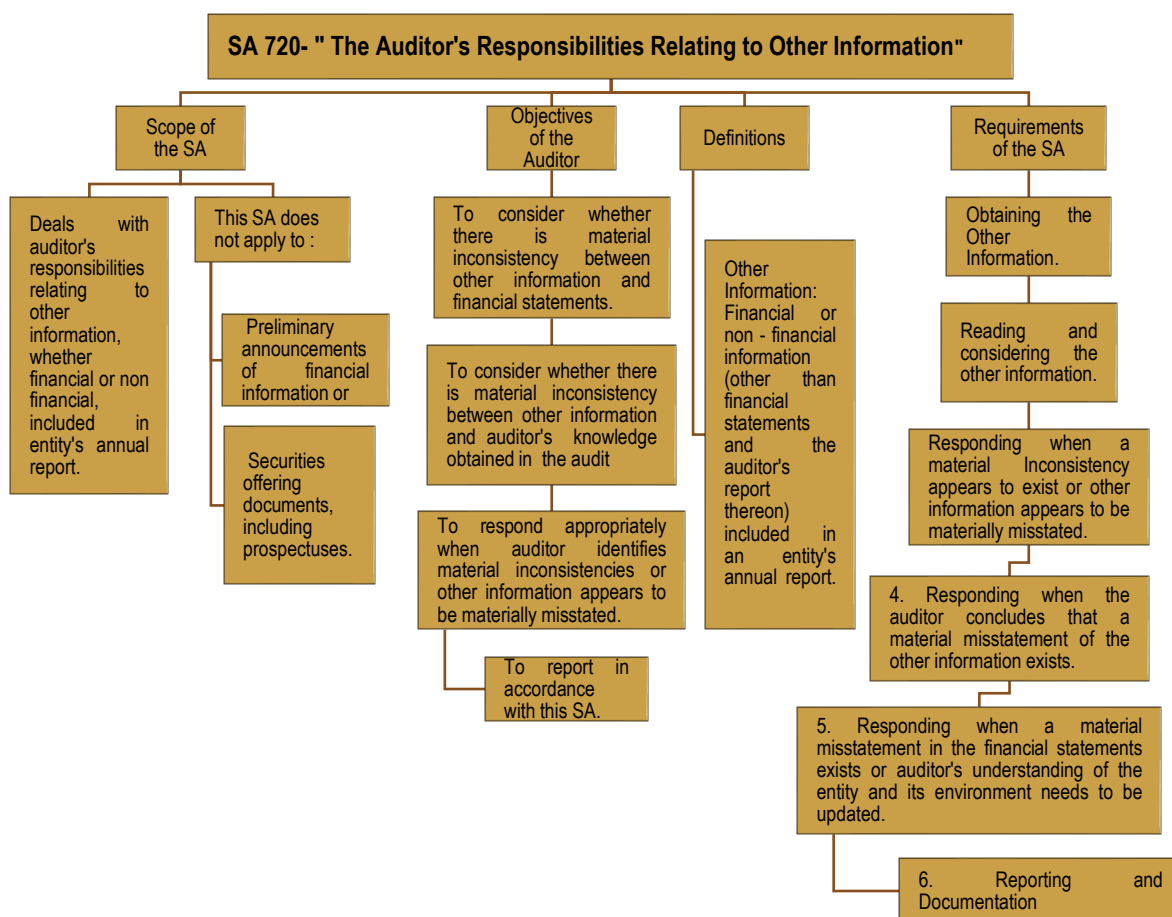 SA 720- " The Auditor's Responsibilities Relating to Other Information"
Scope of
the SA
Deals with
auditor's
responsibilities
relating to
other
information,
whether
financial or non
financial,
included in
entity's annual
report.
This SA does
not apply to :
Preliminary
announcements
of financial
information or
Securities
offering
documents,
including
prospectuses.
Objectives
of the
Auditor
To consider whether
there is material
inconsistency between
other information and
financial statements.
To consider whether there
is material inconsistency
between other information
and auditor's knowledge
obtained in the audit
To respond appropriately
when auditor identifies
material inconsistencies or
other information appears to
be materially misstated.
To report in
accordance
with this SA.
Definitions
Other
Information:
Financial or
non - financial
information
(other than
financial
statements
and the
auditor's
report
thereon)
included in
an entity's
annual report.
Requirements
of the SA
Obtaining the
Other
Information.
Reading and
considering the
other information.
Responding when a
material Inconsistency
appears to exist or other
information appears to be
materially misstated.
4. Responding when the
auditor concludes that a
material misstatement of the
other information exists.
5. Responding when a material
misstatement in the financial statements
exists or auditor's understanding of the
entity and its environment needs to be
updated.
6. Reporting and
Documentation